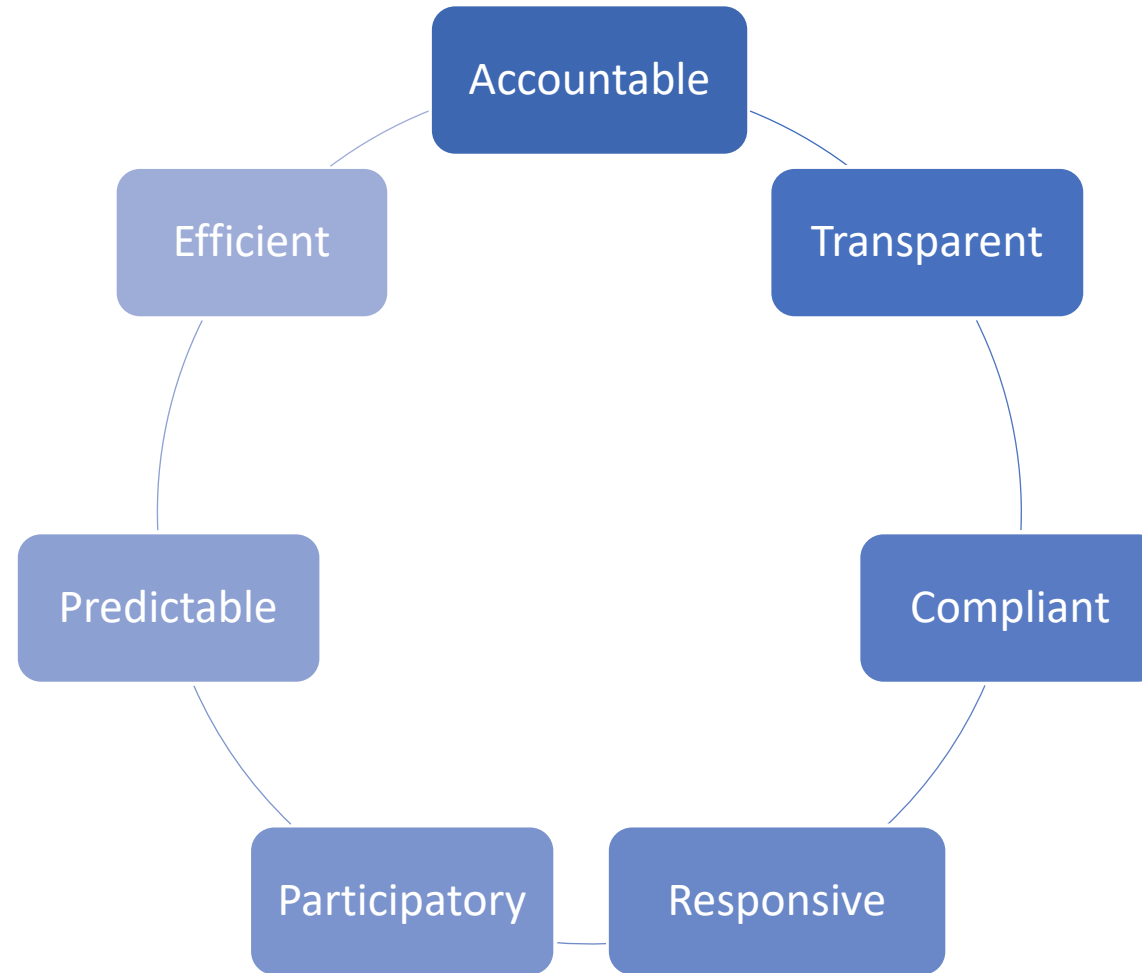 Accountable
Transparent
Compliant
Responsive
Participatory
Predictable
Efficient